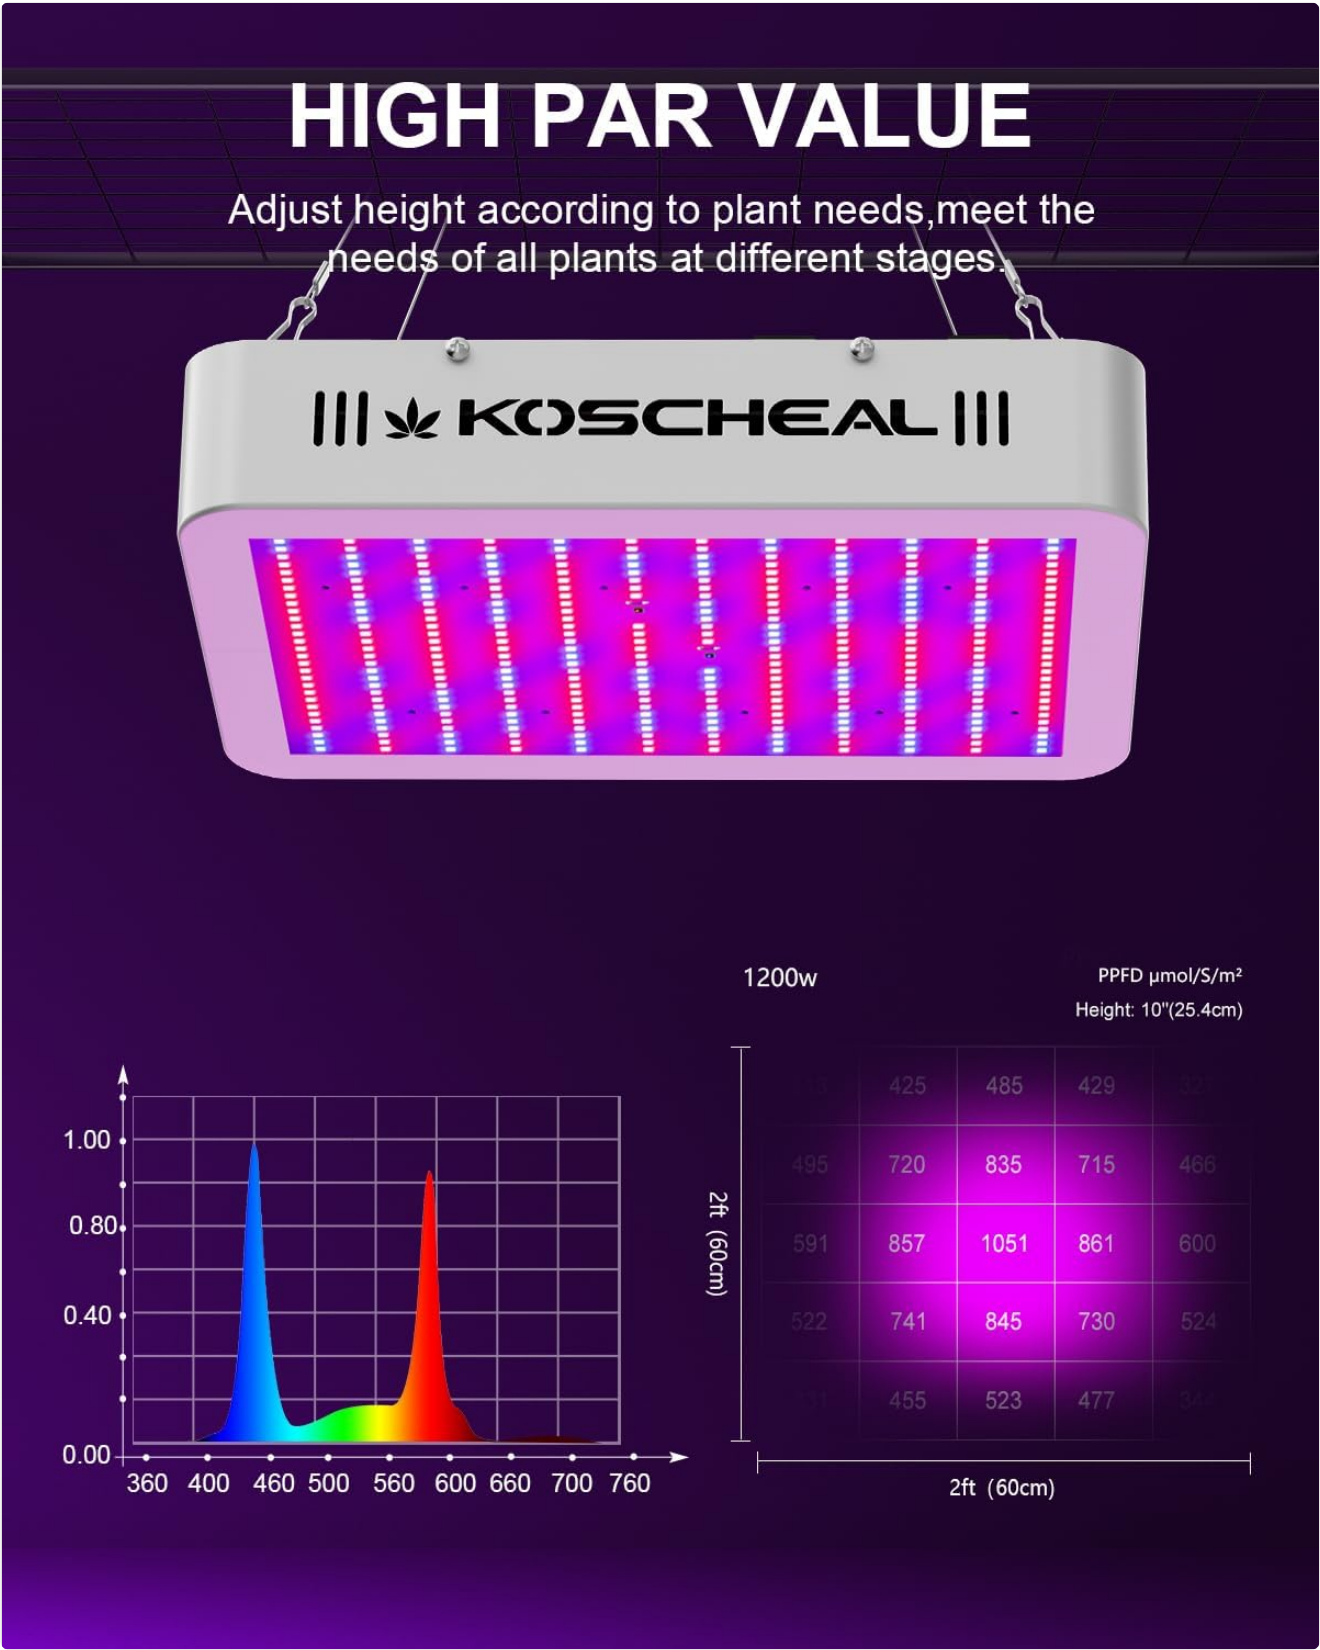 HIGH PAR VALUE
Adjust height according to plant needs,meet the
needs of all plants at different stages.
KOSCHEAL
1200w
PPFD µmol/S/m²
Height: 10"(25.4cm)
1.00
0.80
0.40
0.00
360 400 460 500 560 600 660 700 760
425 485 429 327
495 720 835 715 466
591 857 1051 861 600
522 741 845 730 524
455 523 477 344
2ft (60cm)
2ft (60cm)